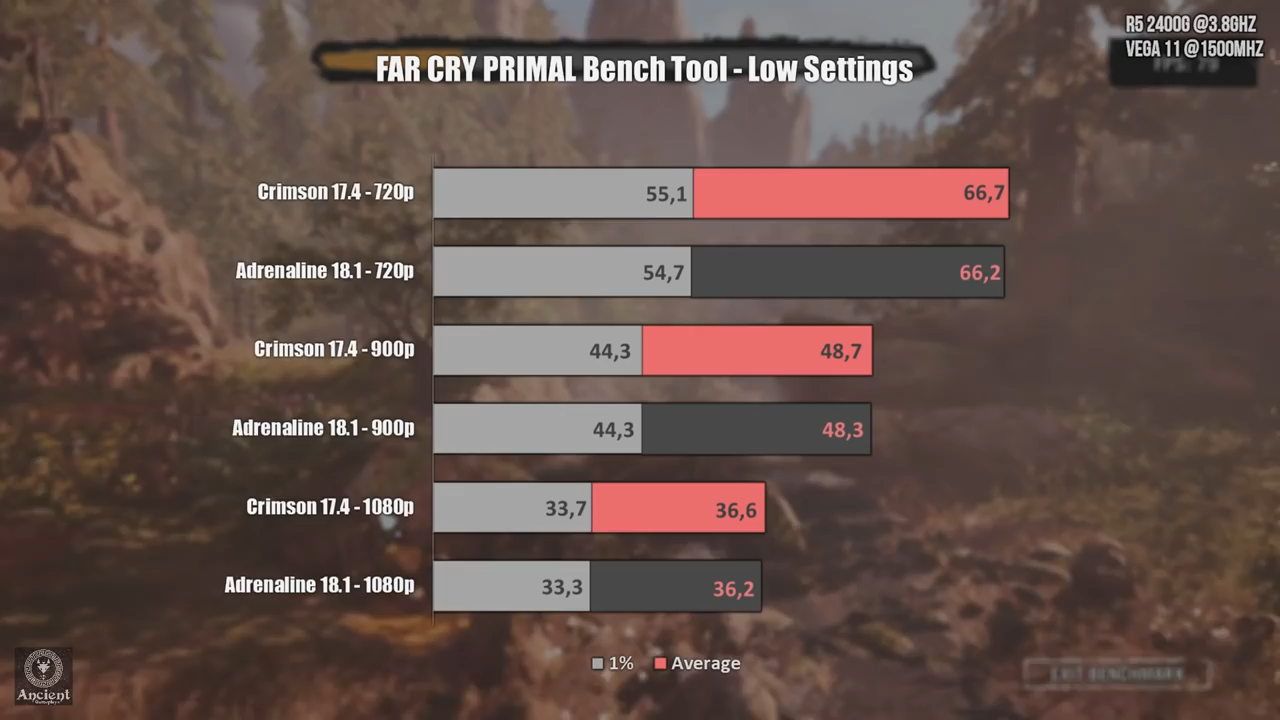 R5 2400G @3.8GHZ
VEGA 11 @1500MHZ
FAR CRY PRIMAL Bench Tool - Low Settings
Crimson 17.4 - 720p 55,1 66,7
Adrenaline 18.1 - 720p 54,7 66,2
Crimson 17.4 - 900p 44,3 48,7
Adrenaline 18.1 - 900p 44,3 48,3
Crimson 17.4 - 1080p 33,7 36,6
Adrenaline 18.1 - 1080p 33,3 36,2
1% Average
Ancient
Gameplays